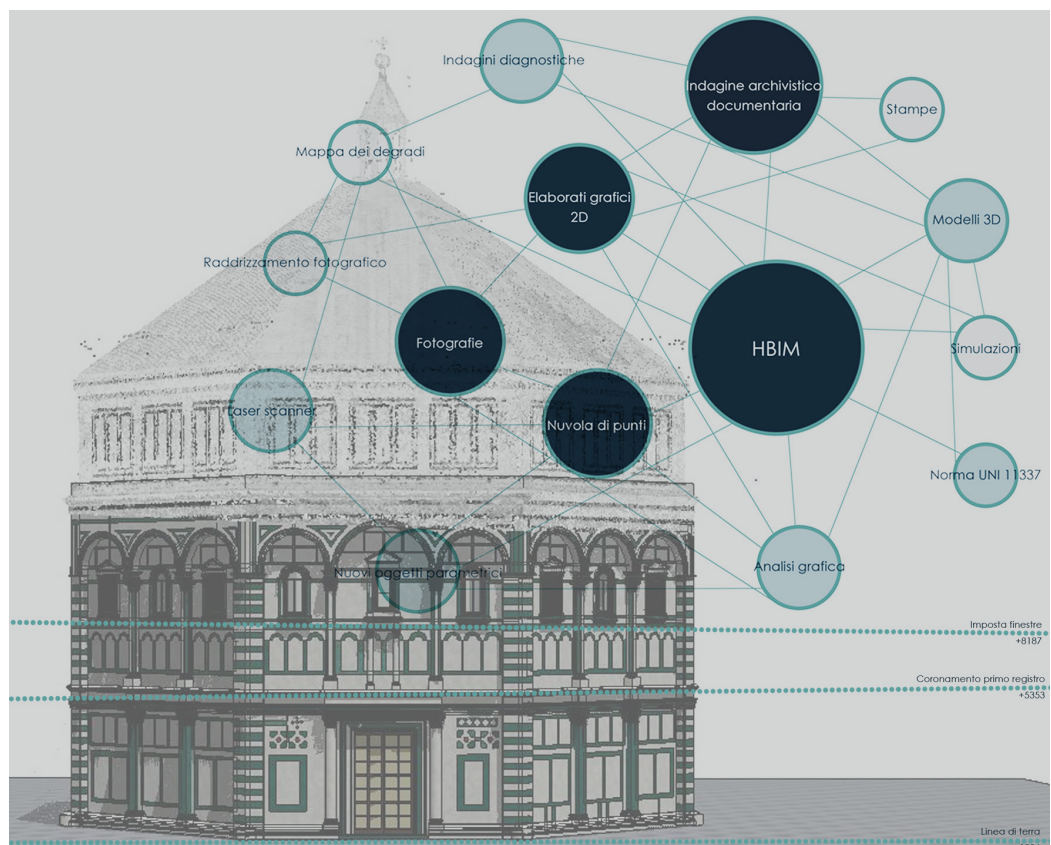 Indagini diagnostiche
Indagine archivistico
documentaria
Stampe
Mappa dei degradi
Elaborati grafici
2D
Modelli 3D
Raddrizzamento fotografico
Fotografie
HBIM
Simulazioni
Laser scanner
Nuvola di punti
Norma UNI 11337
Nuovi oggetti parametrici
Analisi grafica
Imposta finestre
+8187
Coronamento primo registro
+5353
Linea di terra